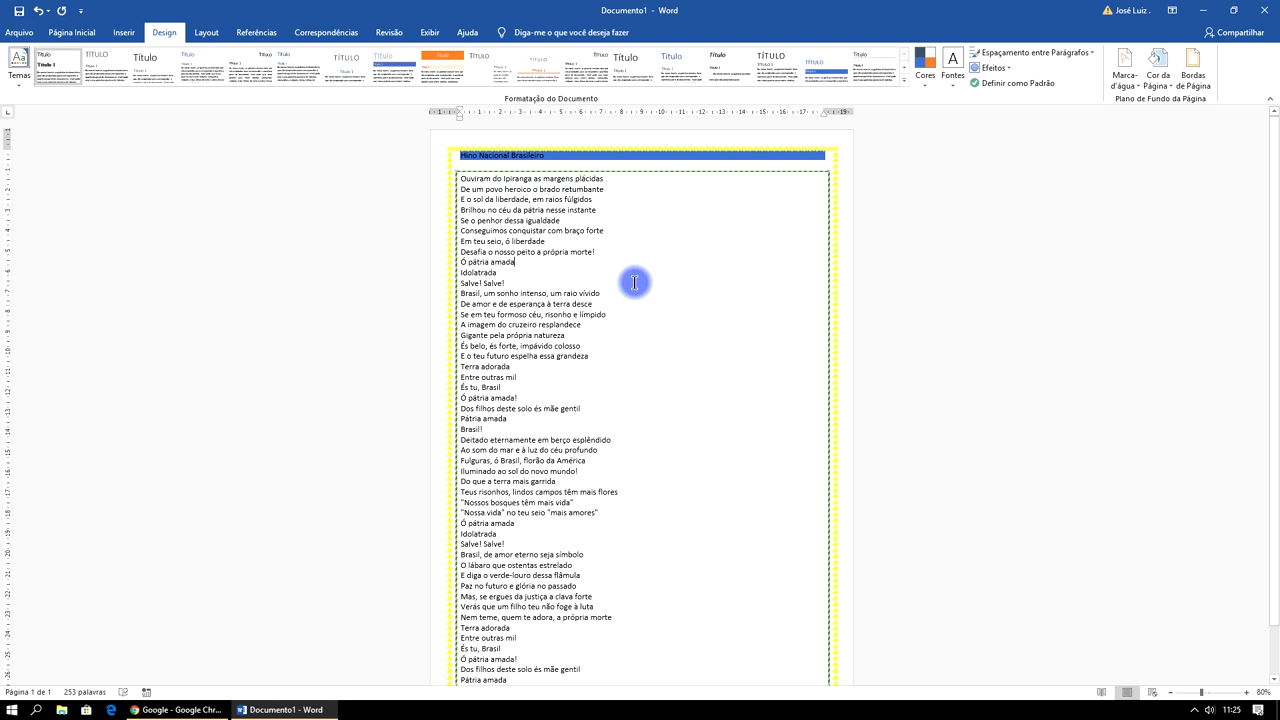 Documento1 - Word
José Luiz .
Arquivo Página Inicial Inserir Design Layout Referências Correspondências Revisão Exibir Ajuda Diga-me o que você deseja fazer Compartilhar
Espaçamento entre Parágrafos
Efeitos
Definir como Padrão
Cores Fontes
Marca d'água Cor da Página Bordas de Página
Formatação do Documento
Plano de Fundo da Página
Hino Nacional Brasileiro
Ouviram do Ipiranga as margens plácidas
De um povo heroico o brado retumbante
E o sol da liberdade, em raios fúlgidos
Brilhou no céu da pátria nesse instante
Se o penhor dessa igualdade
Conseguimos conquistar com braço forte
Em teu seio, ó liberdade
Desafia o nosso peito a própria morte!
Ó pátria amada
Idolatrada
Salve! Salve!
Brasil, um sonho intenso, um raio vívido
De amor e de esperança à terra desce
Se em teu formoso céu, risonho e límpido
A imagem do cruzeiro resplandece
Gigante pela própria natureza
És belo, és forte, impávido colosso
E o teu futuro espelha essa grandeza
Terra adorada
Entre outras mil
És tu, Brasil
Ó pátria amada!
Dos filhos deste solo és mãe gentil
Pátria amada
Brasil!
Deitado eternamente em berço esplêndido
Ao som do mar e à luz do céu profundo
Fulguras, ó Brasil, florão da América
Iluminado ao sol do novo mundo!
Do que a terra mais garrida
Teus risonhos, lindos campos têm mais flores
"Nossos bosques têm mais vida"
"Nossa vida" no teu seio "mais amores"
Ó pátria amada
Idolatrada
Salve! Salve!
Brasil, de amor eterno seja símbolo
O lábaro que ostentas estrelado
E diga o verde-louro dessa flâmula
Paz no futuro e glória no passado
Mas, se ergues da justiça a clava forte
Verás que um filho teu não foge à luta
Nem teme, quem te adora, a própria morte
Terra adorada
Entre outras mil
És tu, Brasil
Ó pátria amada!
Dos filhos deste solo és mãe gentil
Pátria amada
Página 1 de 1 253 palavras 80%
Google - Google Chr... Documento1 - Word 11:25